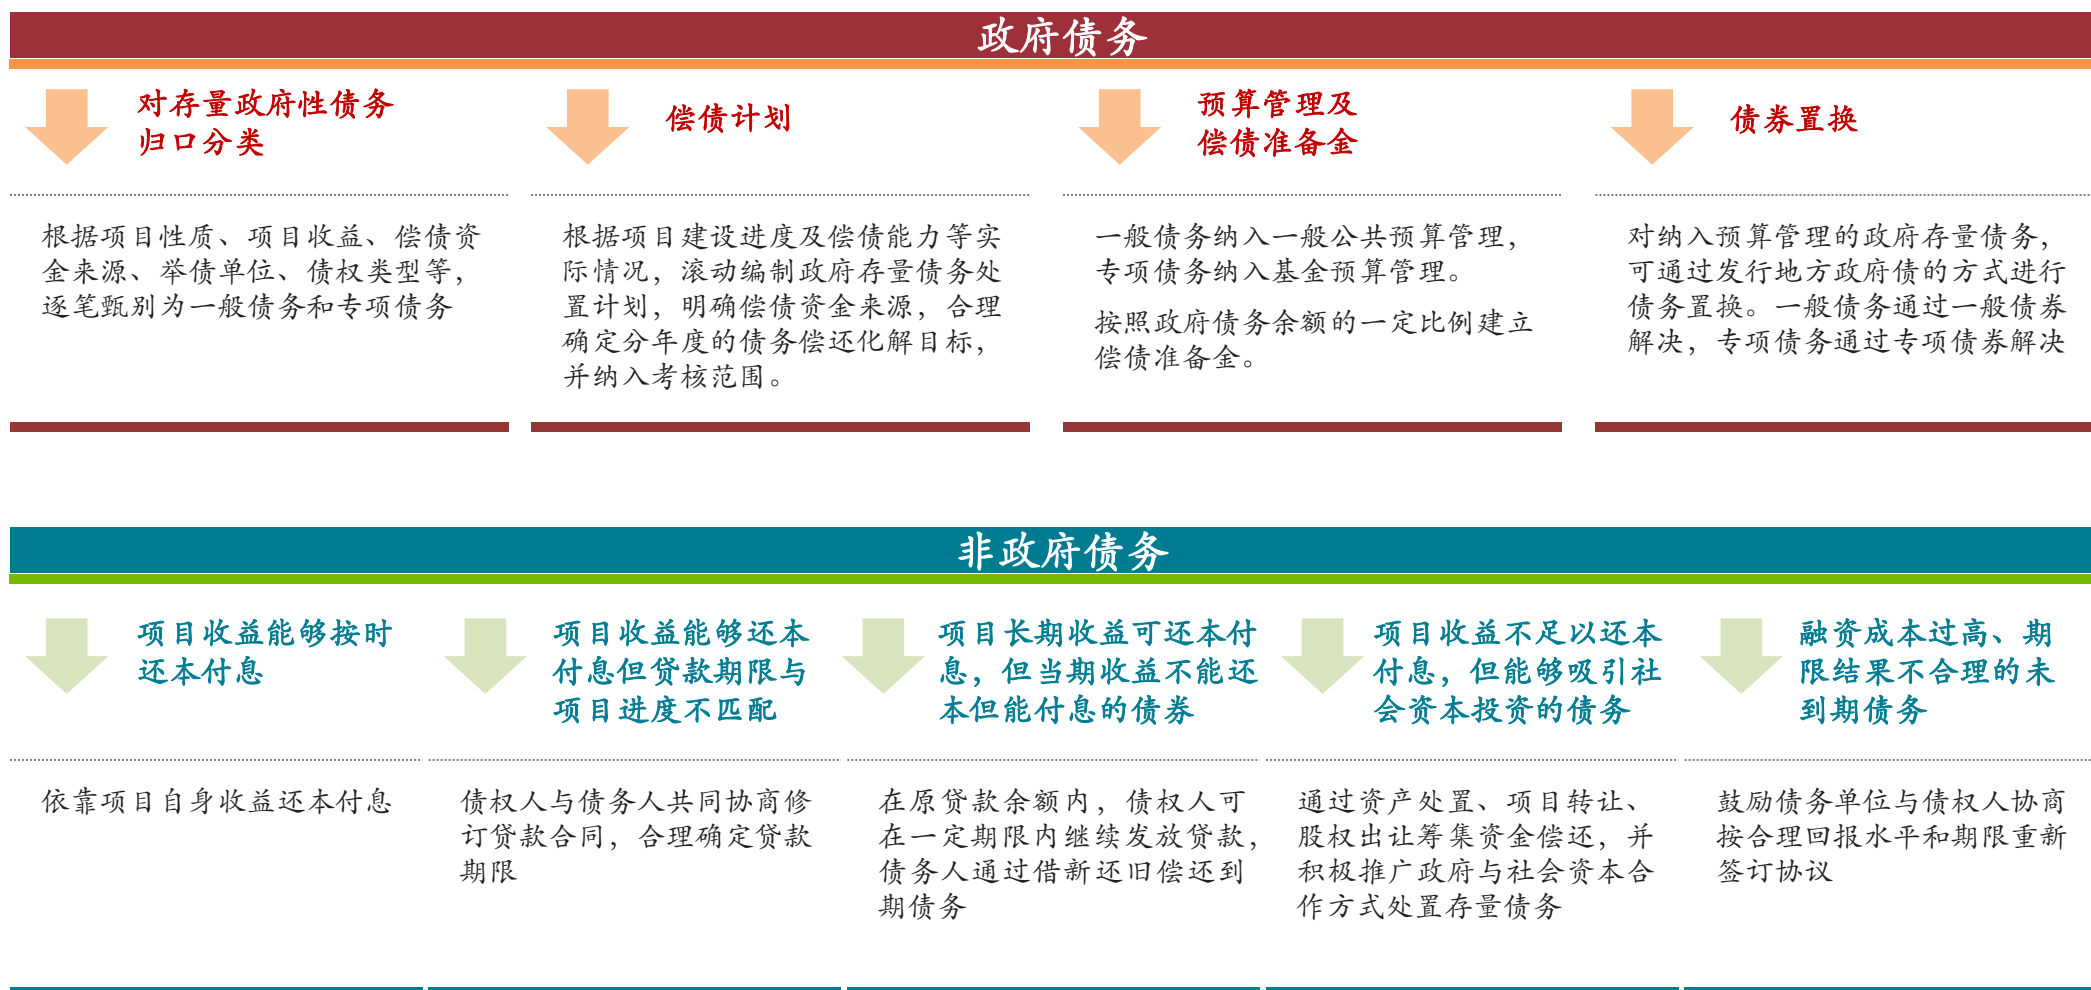 政府债务
对存量政府性债务
归口分类
根据项目性质、项目收益、偿债资
金来源、举债单位、债权类型等，
逐笔甄别为一般债务和专项债务
偿债计划
根据项目建设进度及偿债能力等实
际情况，滚动编制政府存量债务处
置计划，明确偿债资金来源，合理
确定分年度的债务偿还化解目标，
并纳入考核范围。
预算管理及
偿债准备金
一般债务纳入一般公共预算管理，
专项债务纳入基金预算管理。
按照政府债务余额的一定比例建立
偿债准备金。
债券置换
对纳入预算管理的政府存量债务，
可通过发行地方政府债的方式进行
债务置换。一般债务通过一般债券
解决，专项债务通过专项债券解决
非政府债务
项目收益能够按时
还本付息
依靠项目自身收益还本付息
项目收益能够还本
付息但贷款期限与
项目进度不匹配
债权人与债务人共同协商修
订贷款合同，合理确定贷款
期限
项目长期收益可还本付
息，但当期收益不能还
本但能付息的债券
在原贷款余额内，债权人可
在一定期限内继续发放贷款，
债务人通过借新还旧偿还到
期债务
项目收益不足以还本
付息，但能够吸引社
会资本投资的债务
通过资产处置、项目转让、
股权出让筹集资金偿还，并
积极推广政府与社会资本合
作方式处置存量债务
融资成本过高、期
限结果不合理的未
到期债务
鼓励债务单位与债权人协商
按合理回报水平和期限重新
签订协议